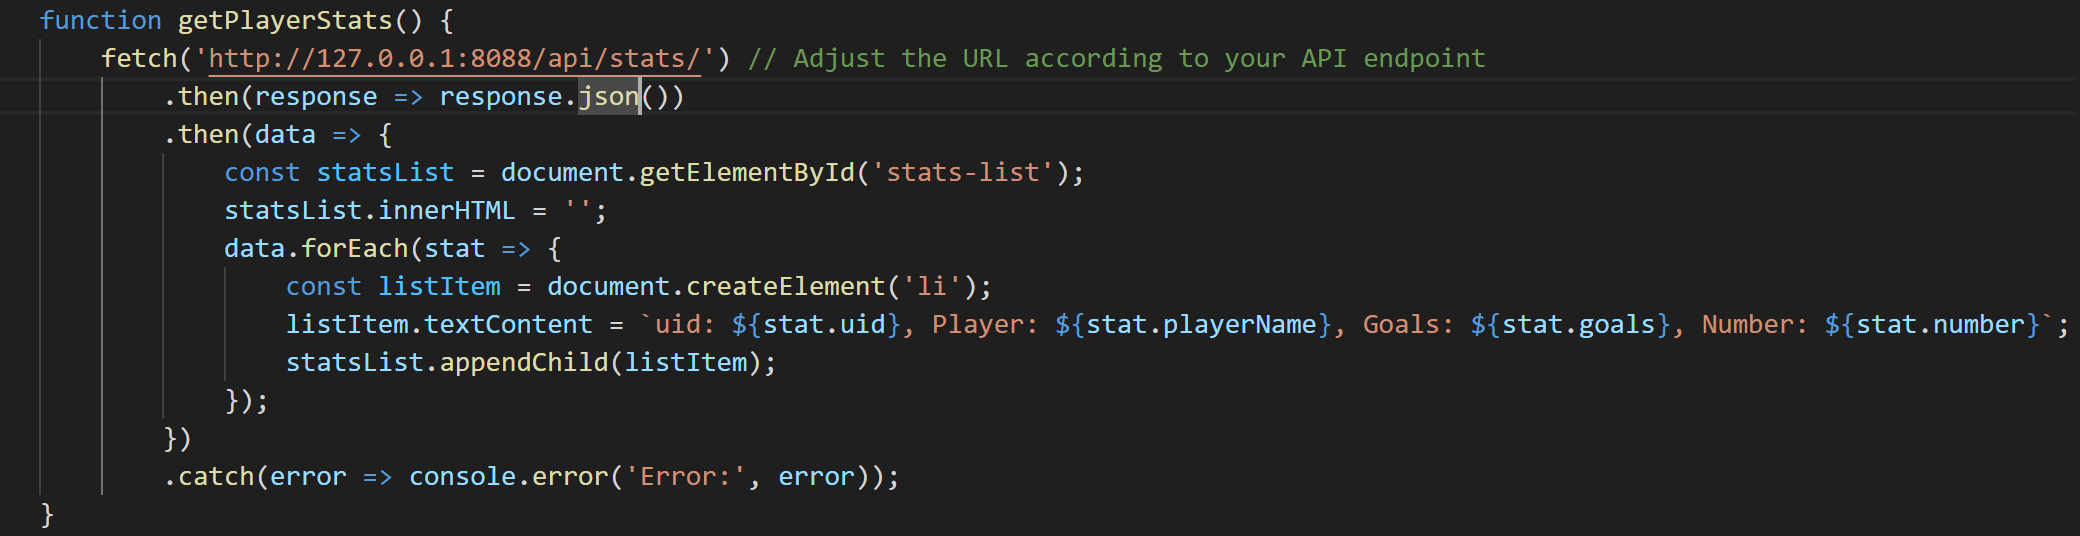 function getPlayerStats() {
    fetch('http://127.0.0.1:8088/api/stats/') // Adjust the URL according to your API endpoint
        .then(response => response.json())
        .then(data => {
            const statsList = document.getElementById('stats-list');
            statsList.innerHTML = '';
            data.forEach(stat => {
                const listItem = document.createElement('li');
                listItem.textContent = `uid: ${stat.uid}, Player: ${stat.playerName}, Goals: ${stat.goals}, Number: ${stat.number}`;
                statsList.appendChild(listItem);
            });
        })
        .catch(error => console.error('Error:', error));
}